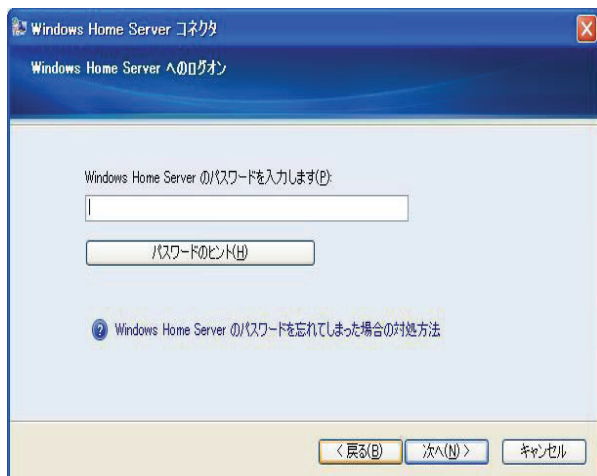 Windows Home Server コネクタ
Windows Home Server へのログオン
Windows Home Server のパスワードを入力します(P):
パスワードのヒント(H)
Windows Home Server のパスワードを忘れてしまった場合の対処方法
< 戻る(B) 次へ(N) > キャンセル